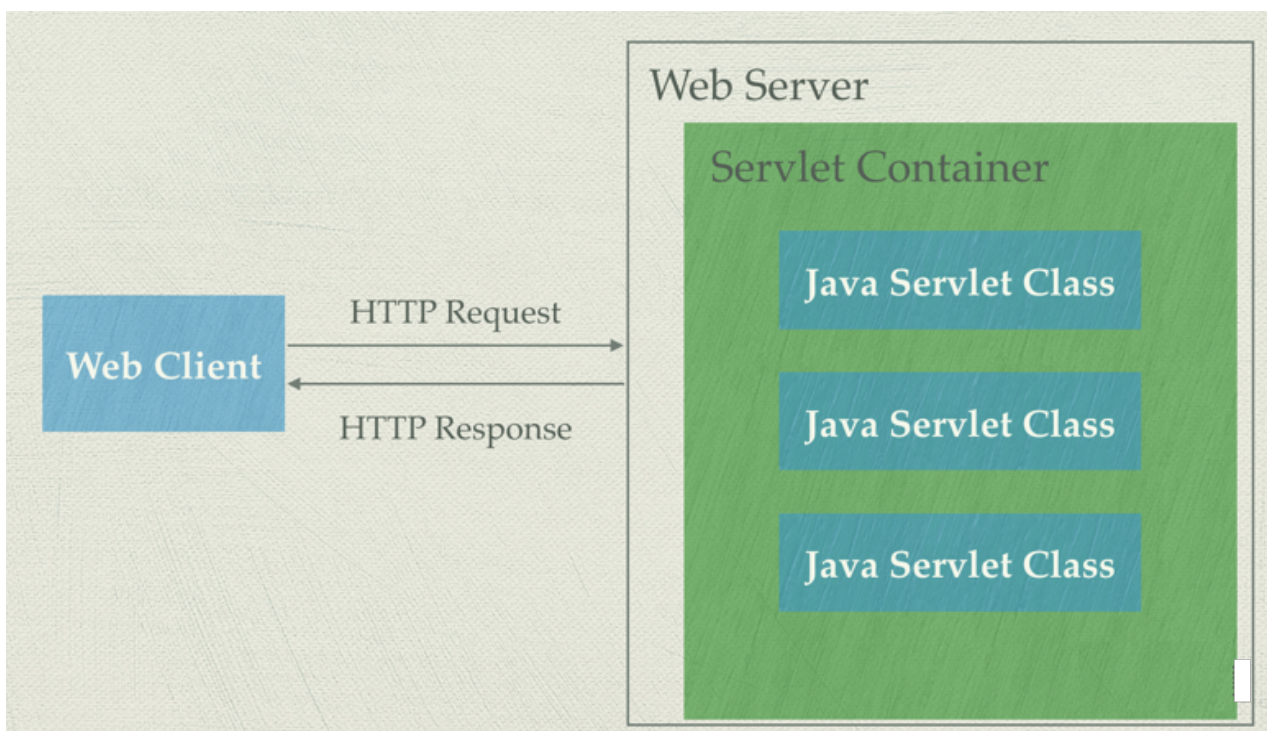 Web Server
Servlet Container
Java Servlet Class
Web Client
HTTP Request
HTTP Response
Java Servlet Class
Java Servlet Class